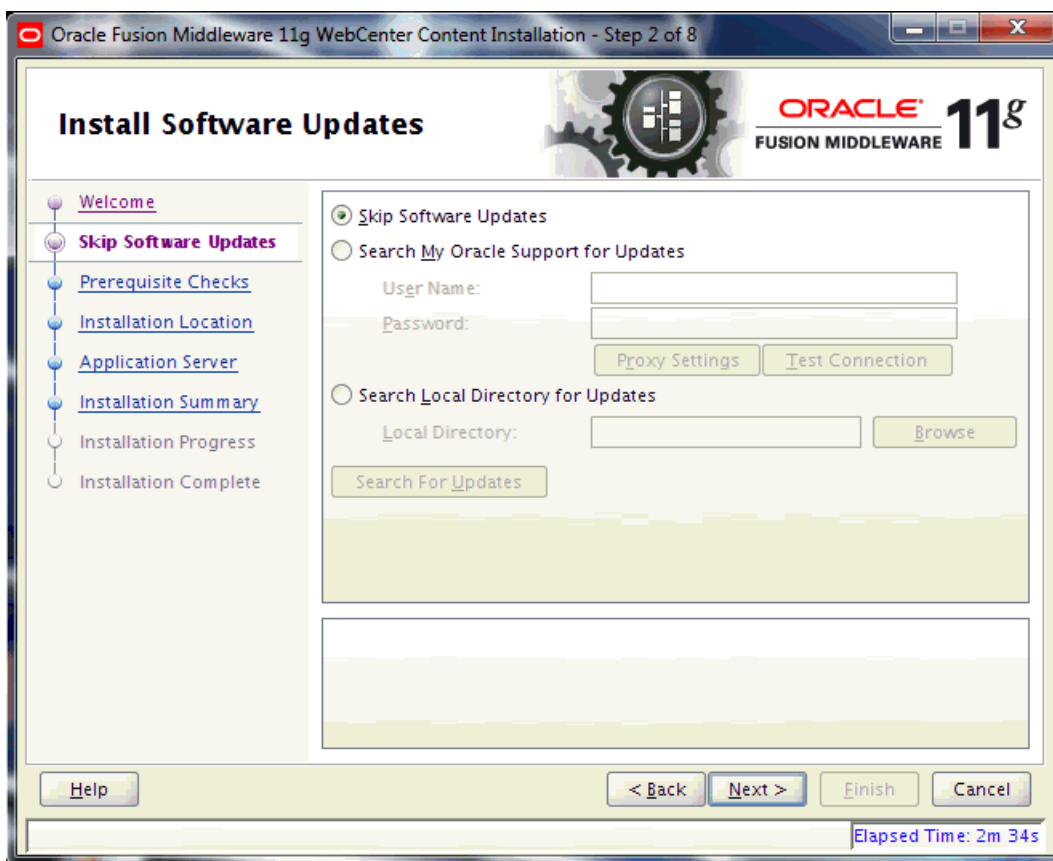 Oracle Fusion Middleware 11g WebCenter Content Installation - Step 2 of 8
Install Software Updates
ORACLE
FUSION MIDDLEWARE
11g
Welcome
Skip Software Updates
Prerequisite Checks
Installation Location
Application Server
Installation Summary
Installation Progress
Installation Complete
Skip Software Updates
Search My Oracle Support for Updates
User Name:
Password:
Proxy Settings Test Connection
Search Local Directory for Updates
Local Directory: Browse
Search For Updates
Help < Back Next > Finish Cancel
Elapsed Time: 2m 34s